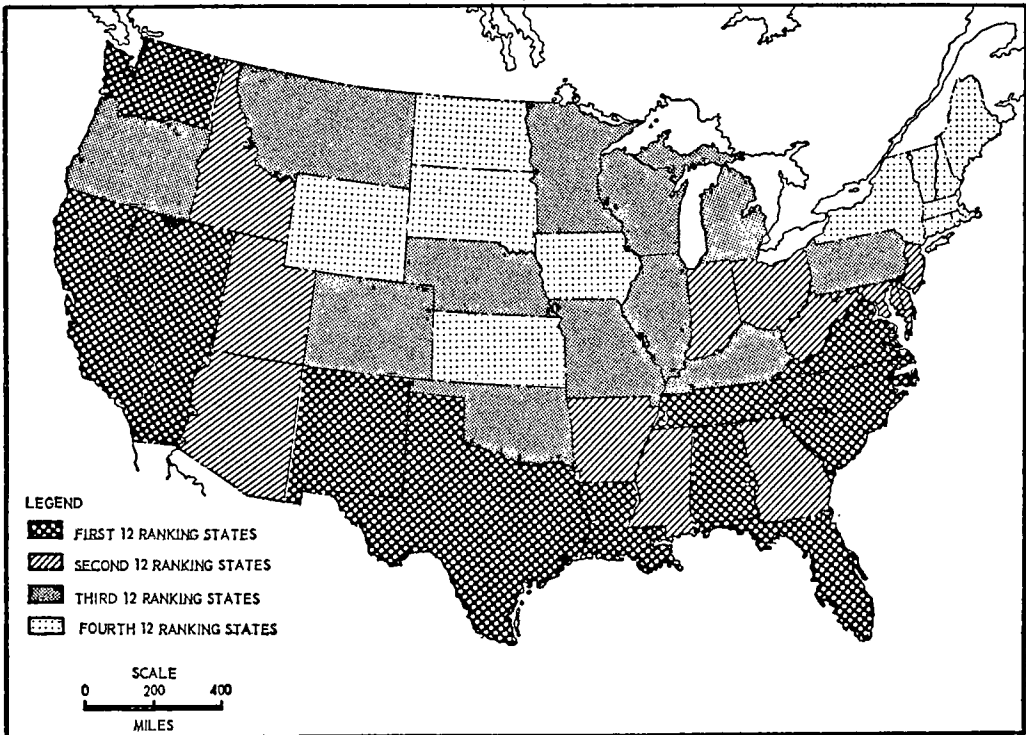 LEGEND
FIRST 12 RANKING STATES
SECOND 12 RANKING STATES
THIRD 12 RANKING STATES
FOURTH 12 RANKING STATES
SCALE
0 200 400
MILES